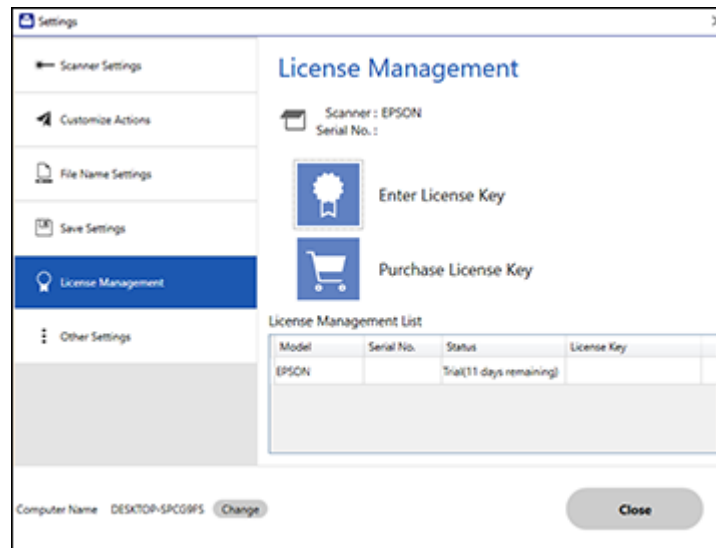 Settings
Scanner Settings
Customize Actions
File Name Settings
Save Settings
License Management
Other Settings
License Management
Scanner : EPSON
Serial No. :
Enter License Key
Purchase License Key
License Management List
Model Serial No. Status License Key
EPSON Trial(11 days remaining)
Computer Name DESKTOP-SPCG9FS Change
Close